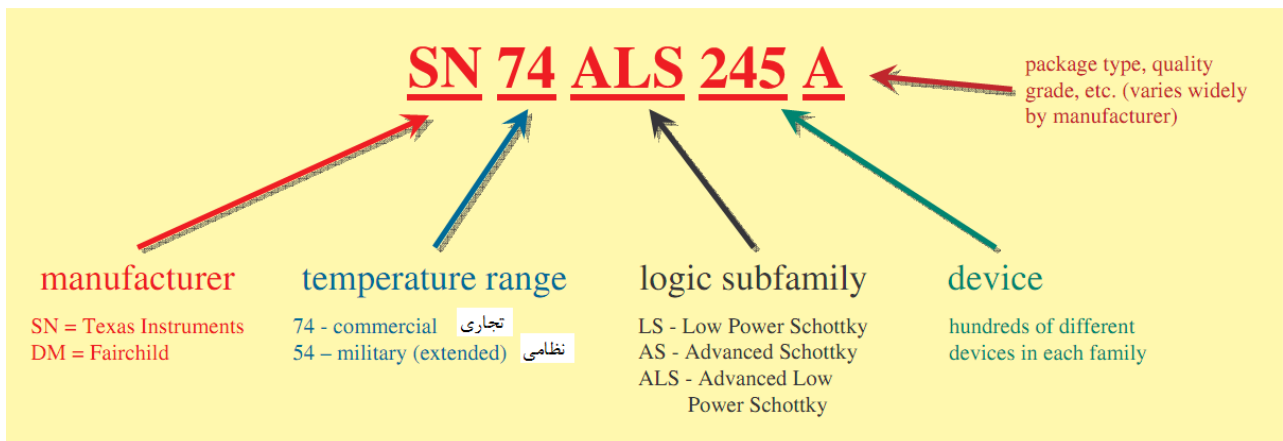 SN 74 ALS 245 A
package type, quality
grade, etc. (varies widely
by manufacturer)
manufacturer
SN = Texas Instruments
DM = Fairchild
temperature range
74 - commercial تجاری
54 – military (extended) نظامی
logic subfamily
LS - Low Power Schottky
AS - Advanced Schottky
ALS - Advanced Low
Power Schottky
device
hundreds of different
devices in each family